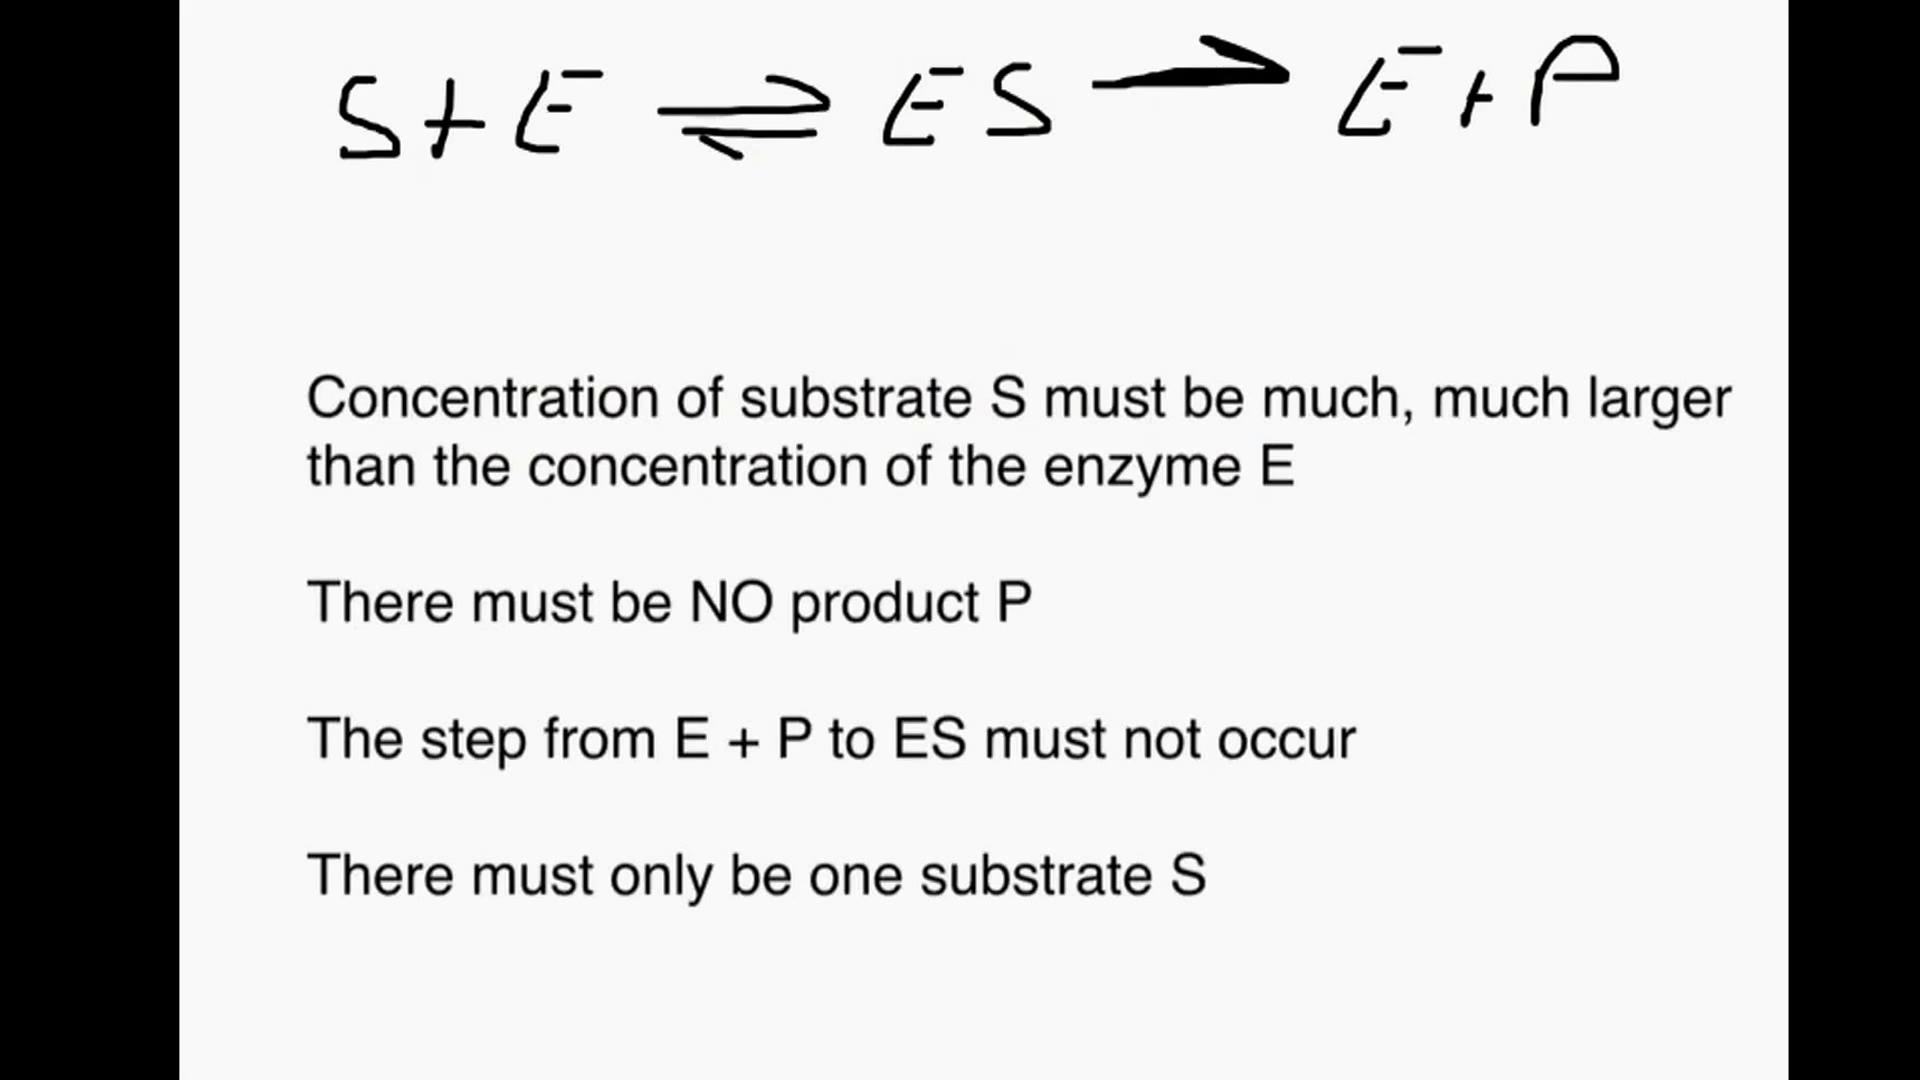 S + E ⇌ ES → E + P
Concentration of substrate S must be much, much larger
than the concentration of the enzyme E
There must be NO product P
The step from E + P to ES must not occur
There must only be one substrate S